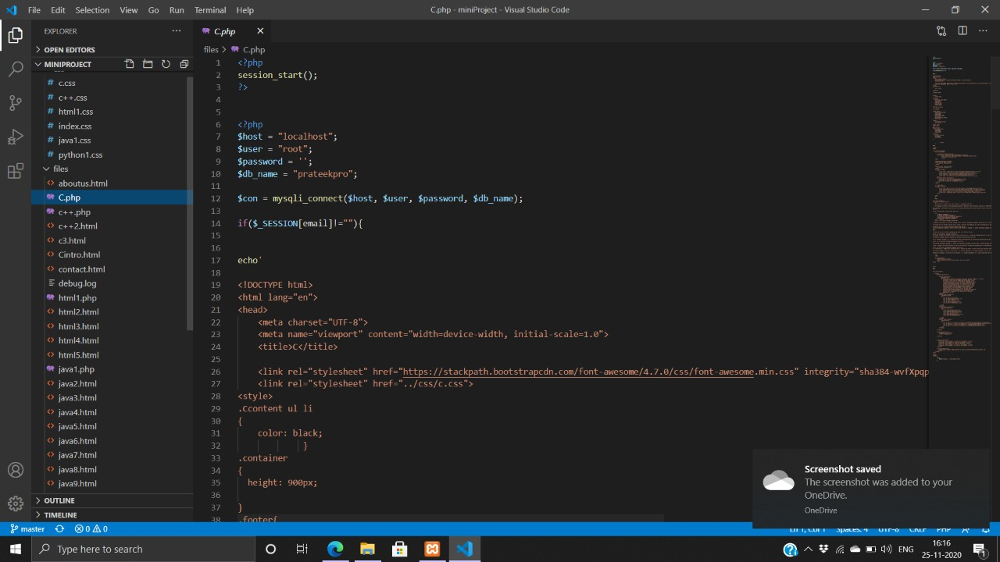 File Edit Selection View Go Run Terminal Help
C.php - miniProject - Visual Studio Code
EXPLORER
OPEN EDITORS
MINIPROJECT
c.css
c++.css
html1.css
index.css
java1.css
python1.css
files
aboutus.html
C.php
c++.php
c++2.html
c3.html
Cintro.html
contact.html
debug.log
html1.php
html2.html
html3.html
html4.html
html5.html
java1.php
java2.html
java3.html
java4.html
java5.html
java6.html
java7.html
java8.html
java9.html
OUTLINE
TIMELINE
C.php
files > C.php
1 <?php
2 session_start();
3 ?>
4
5
6 <?php
7 $host = "localhost";
8 $user = "root";
9 $password = '';
10 $db_name = "prateekpro";
11
12 $con = mysqli_connect($host, $user, $password, $db_name);
13
14 if($_SESSION[email]!=""){
15
16
17 echo'
18
19 <!DOCTYPE html>
20 <html lang="en">
21 <head>
22 <meta charset="UTF-8">
23 <meta name="viewport" content="width=device-width, initial-scale=1.0">
24 <title>C</title>
25
26 <link rel="stylesheet" href="https://stackpath.bootstrapcdn.com/font-awesome/4.7.0/css/font-awesome.min.css" integrity="sha384-wvfXpqp
27 <link rel="stylesheet" href="../css/c.css">
28 <style>
29 .Ccontent ul li
30 {
31 color: black;
32 }
33 .container
34 {
35 height: 900px;
36
37 }
38 .footer{
Screenshot saved
The screenshot was added to your
OneDrive.
OneDrive
master
0 0
Ln 1, Col 1 Spaces: 4 UTF-8 CRLF PHP
Type here to search
ENG
16:16
25-11-2020
1